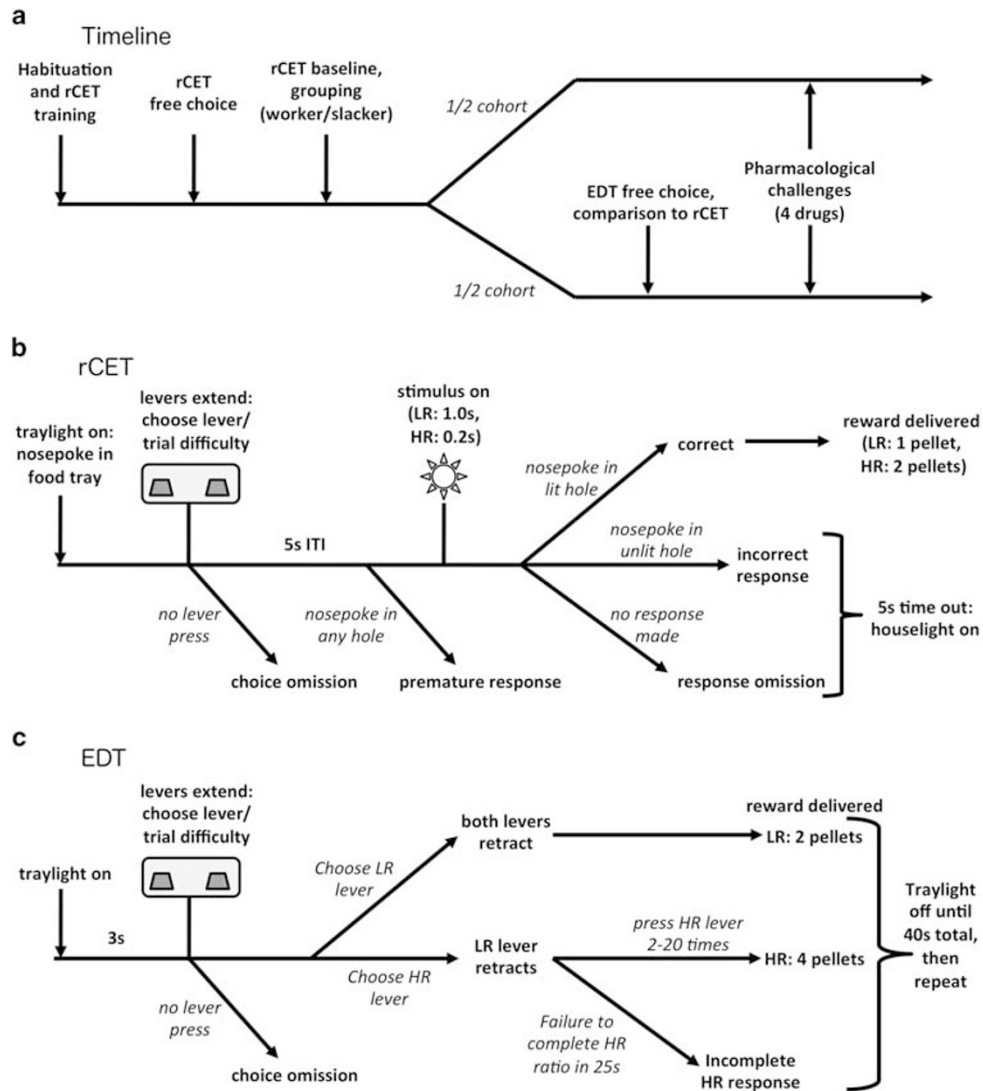 a
Timeline
Habituation
and rCET
training
rCET
free choice
rCET baseline,
grouping
(worker/slacker)
1/2 cohort
1/2 cohort
EDT free choice,
comparison to rCET
Pharmacological
challenges
(4 drugs)
b
rCET
traylight on:
nosepoke in
food tray
levers extend:
choose lever/
trial difficulty
no lever
press
choice omission
5s ITI
nosepoke in
any hole
premature response
stimulus on
(LR: 1.0s,
HR: 0.2s)
nosepoke in
lit hole
correct
reward delivered
(LR: 1 pellet,
HR: 2 pellets)
nosepoke in
unlit hole
incorrect
response
no response
made
response omission
5s time out:
houselight on
c
EDT
traylight on
3s
levers extend:
choose lever/
trial difficulty
no lever
press
choice omission
Choose LR
lever
both levers
retract
reward delivered
LR: 2 pellets
Choose HR
lever
LR lever
retracts
press HR lever
2-20 times
HR: 4 pellets
Failure to
complete HR
ratio in 25s
Incomplete
HR response
Traylight
off until
40s total,
then
repeat